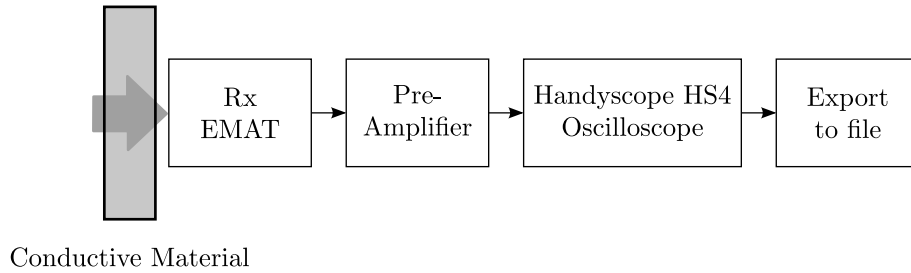 Rx
EMAT
Pre-
Amplifier
Handyscope HS4
Oscilloscope
Export
to file
Conductive Material